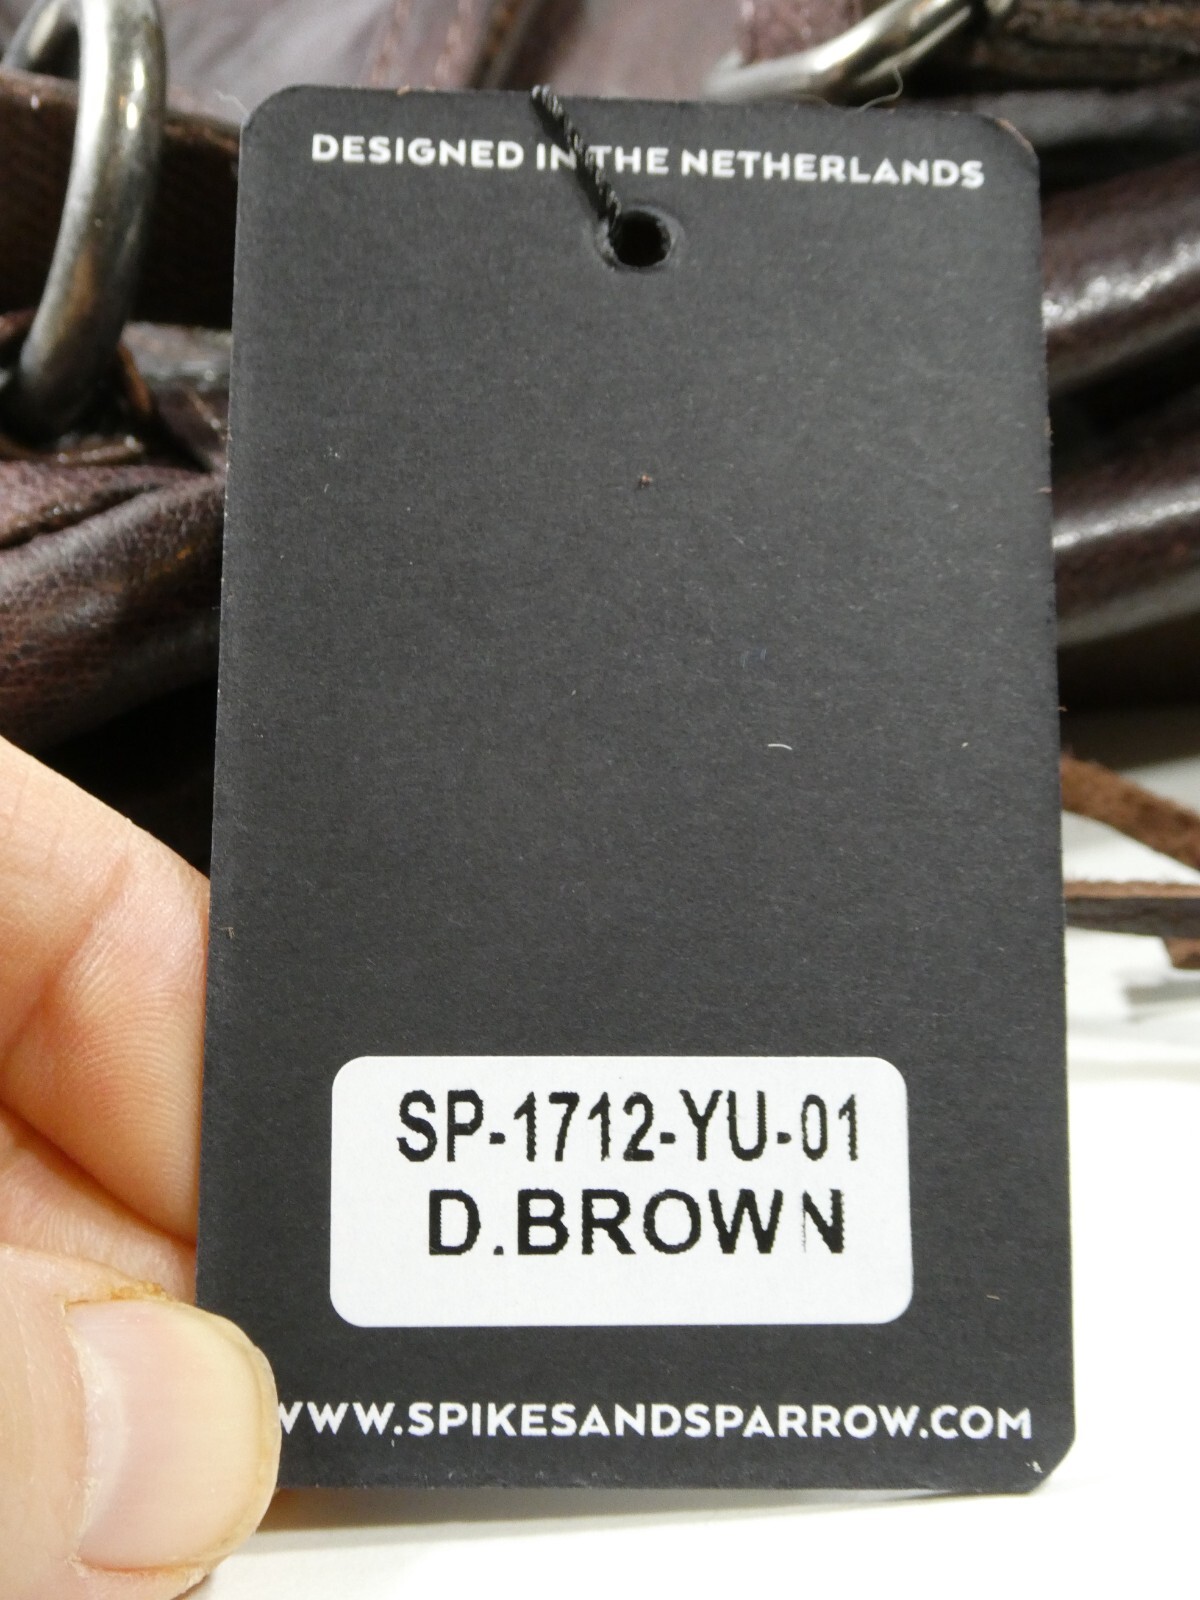 DESIGNED IN THE NETHERLANDS
SP-1712-YU-01
D.BROWN
WWW.SPIKESANDSPARROW.COM